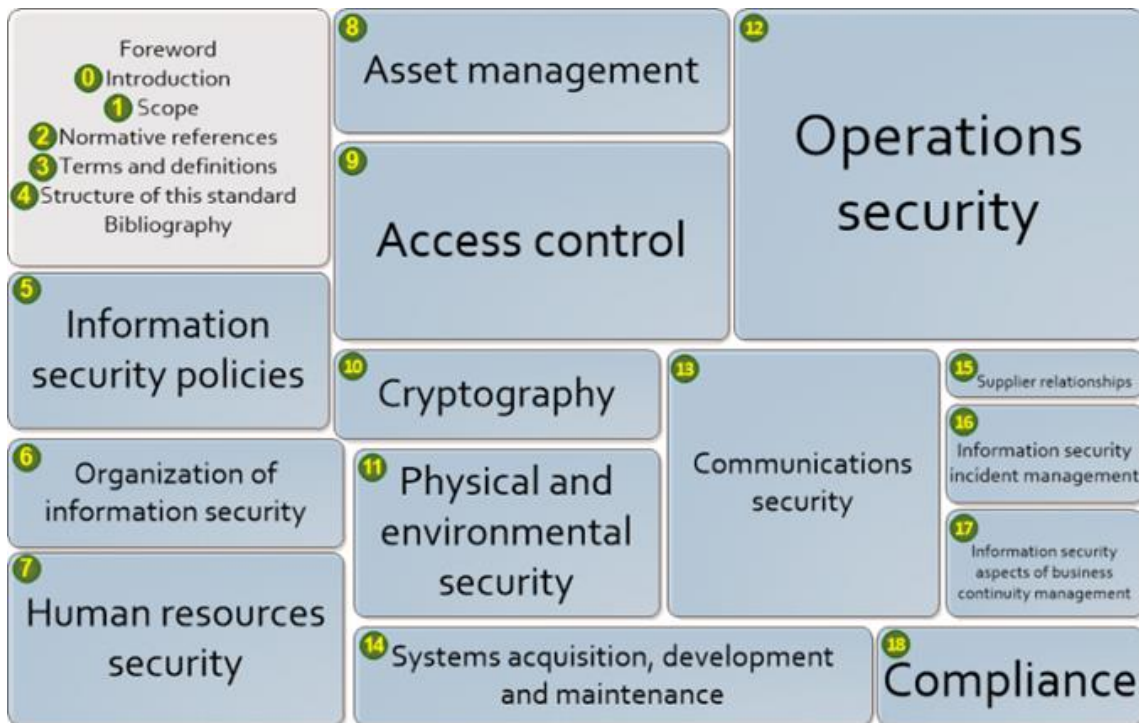 Foreword
0 Introduction
1 Scope
2 Normative references
3 Terms and definitions
4 Structure of this standard
Bibliography
5
Information
security policies
6
Organization of
information security
7
Human resources
security
8
Asset management
9
Access control
10
Cryptography
11
Physical and
environmental
security
12
Operations
security
13
Communications
security
14
Systems acquisition, development
and maintenance
15
Supplier relationships
16
Information security
incident management
17
Information security
aspects of business
continuity management
18
Compliance